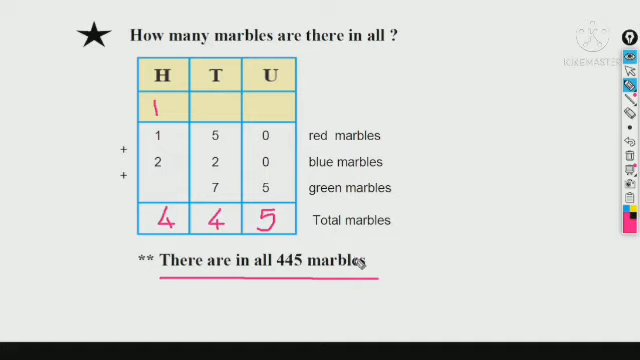 How many marbles are there in all ?
KINEMASTER
H T U
1
1 5 0 red marbles
+ 2 2 0 blue marbles
+ 7 5 green marbles
4 4 5 Total marbles
** There are in all 445 marbles